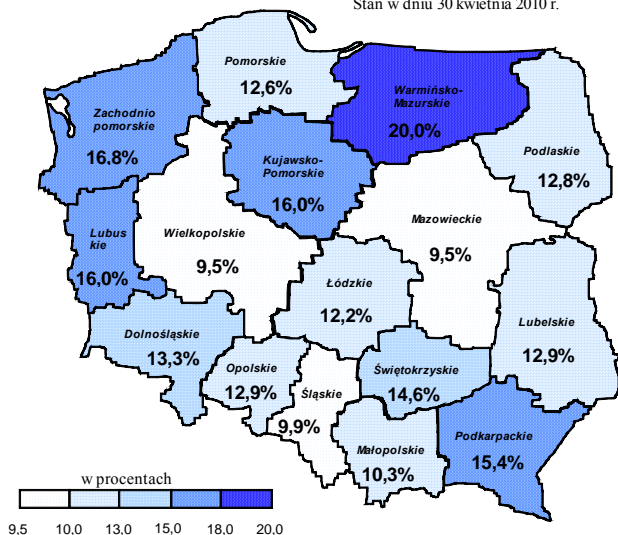 Stan w dniu 30 kwietnia 2010 r.
Pomorskie
12,6%
Warmińsko-
Mazurskie
20,0%
Zachodnio
pomorskie
16.8%
Kujawsko-
Pomorskie
16,0%
Podlaskie
12,8%
Lubus
kie
16,0%
Wielkopolskie
9,5%
Mazowieckie
9,5%
Łódzkie
12,2%
Lubelskie
12,9%
Dolnośląskie
13,3%
Opolskie
12,9%
Śląskie
9,9%
Świętokrzyskie
14,6%
Małopolskie
10,3%
Podkarpackie
15,4%
w procentach
9.5 10,0 13,0 15,0 18,0 20,0